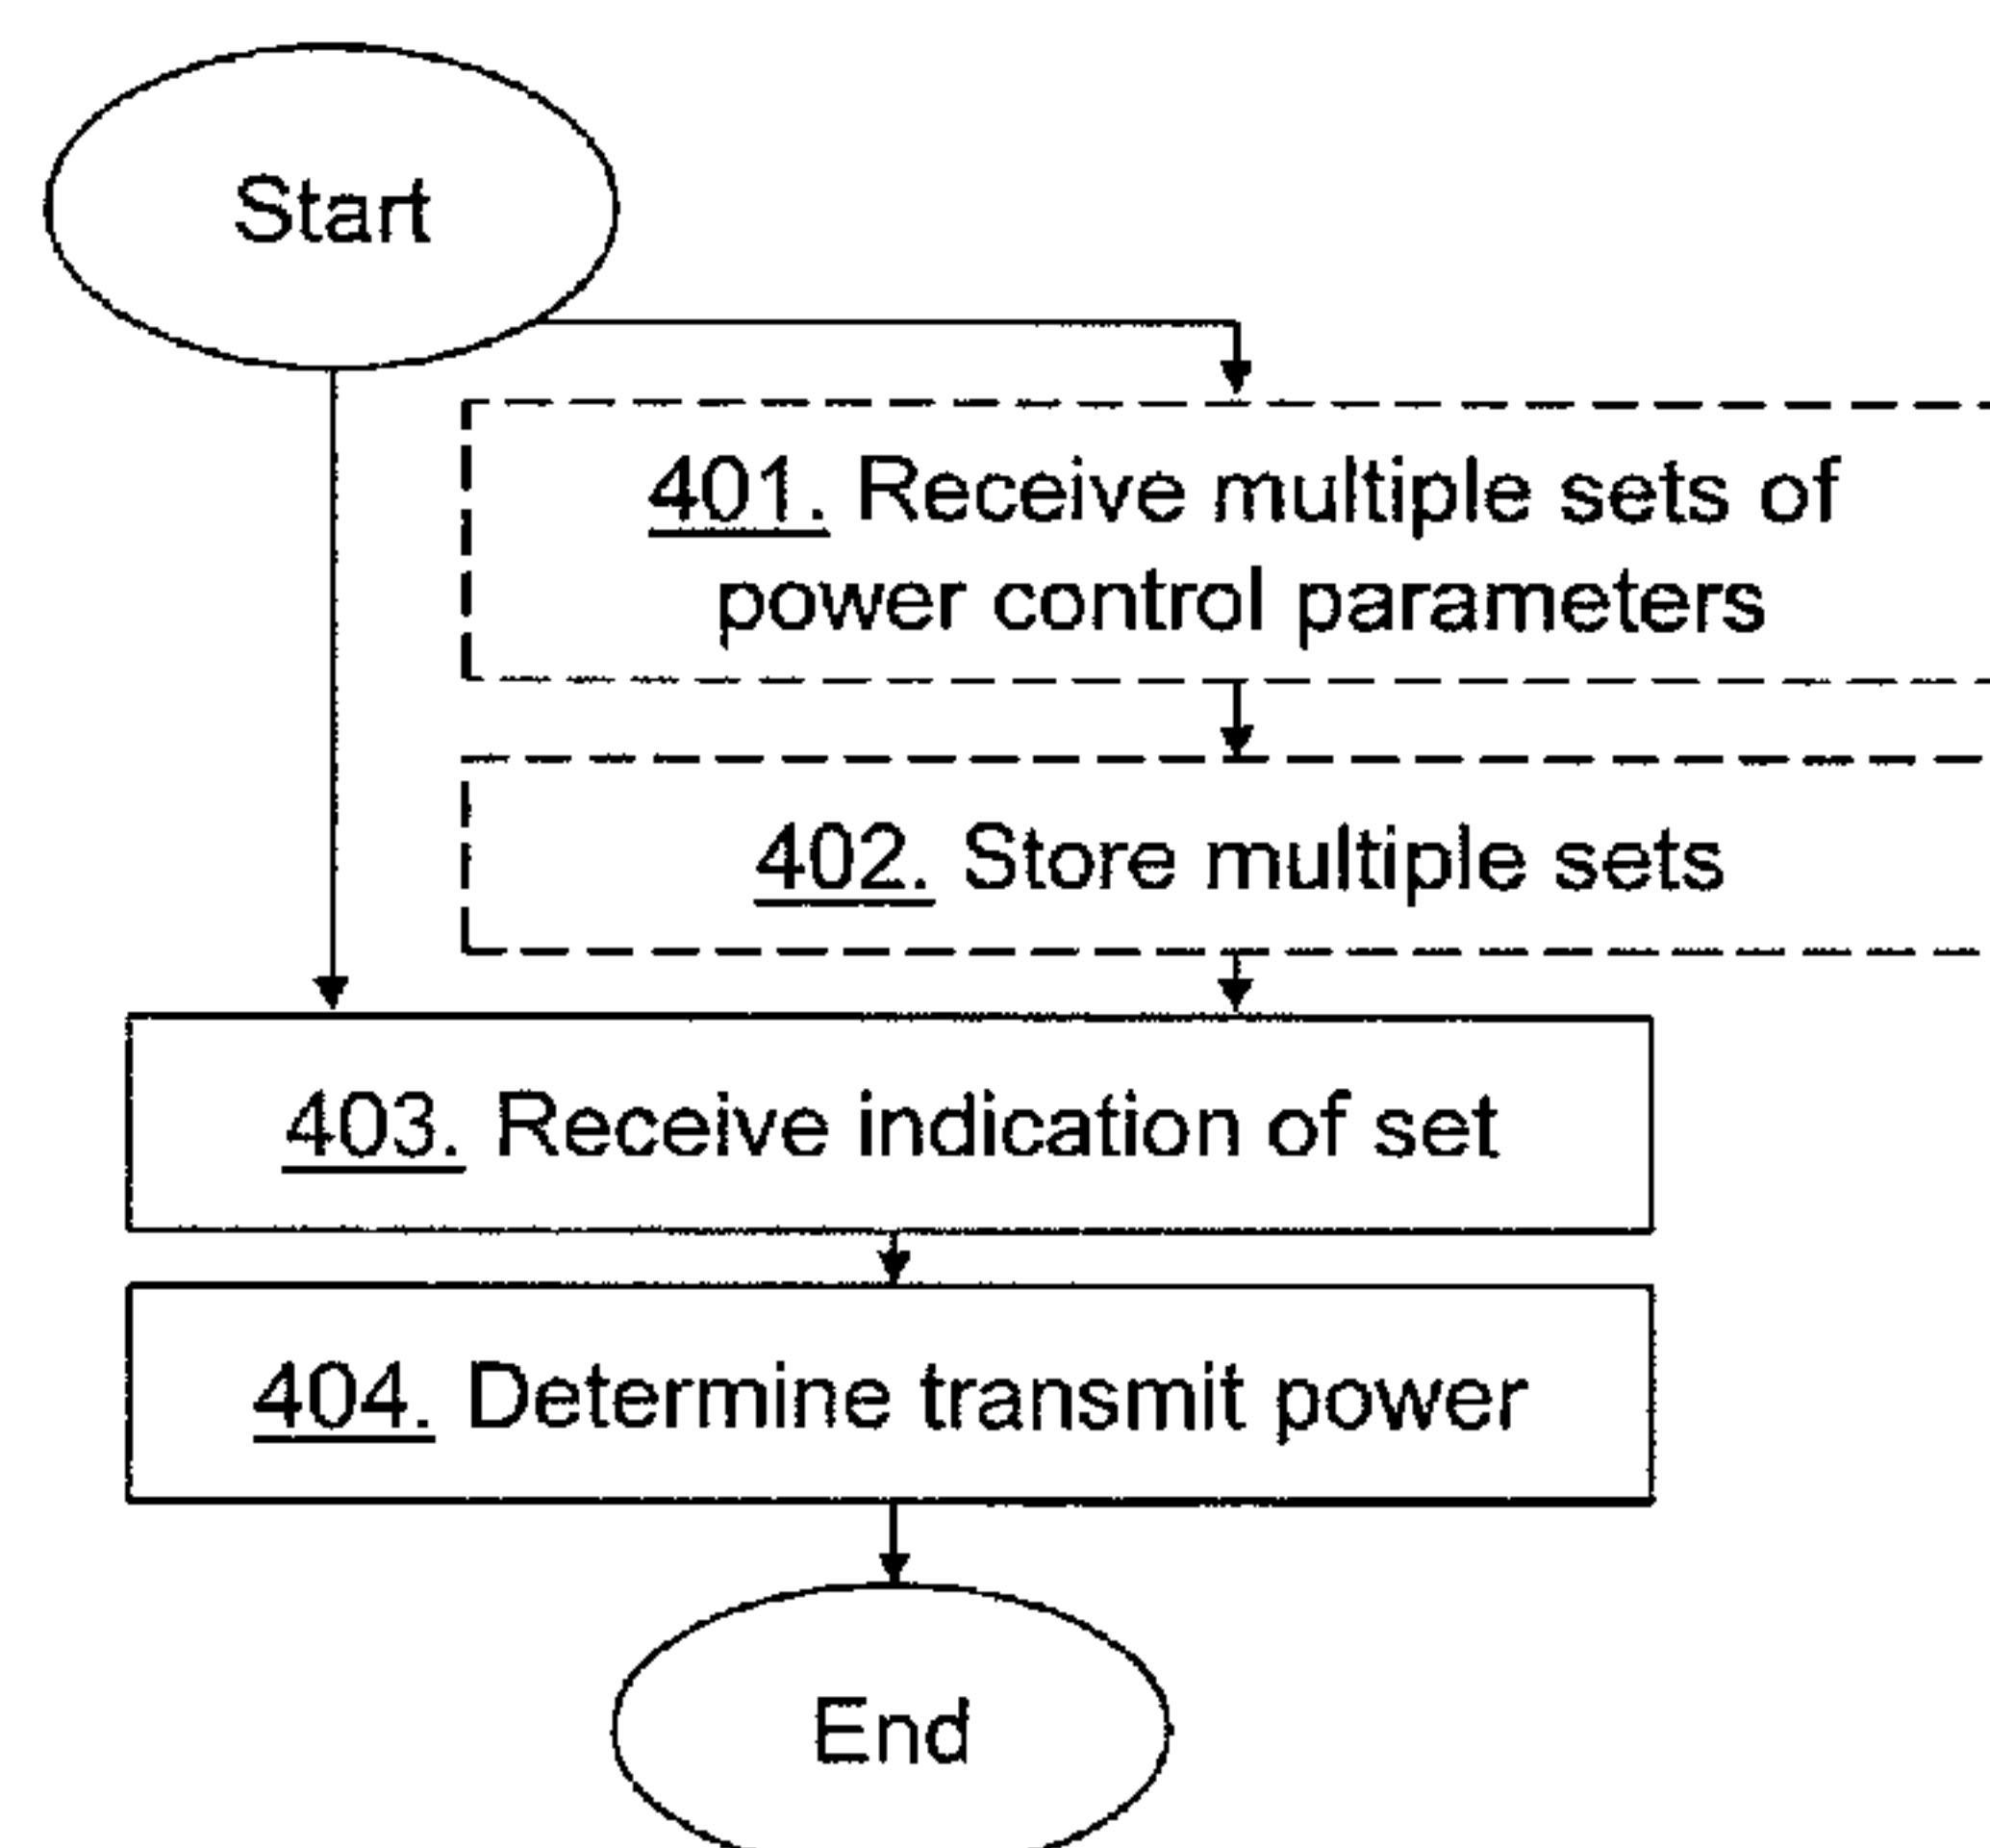 Start
401. Receive multiple sets of
power control parameters
402. Store multiple sets
403. Receive indication of set
404. Determine transmit power
End